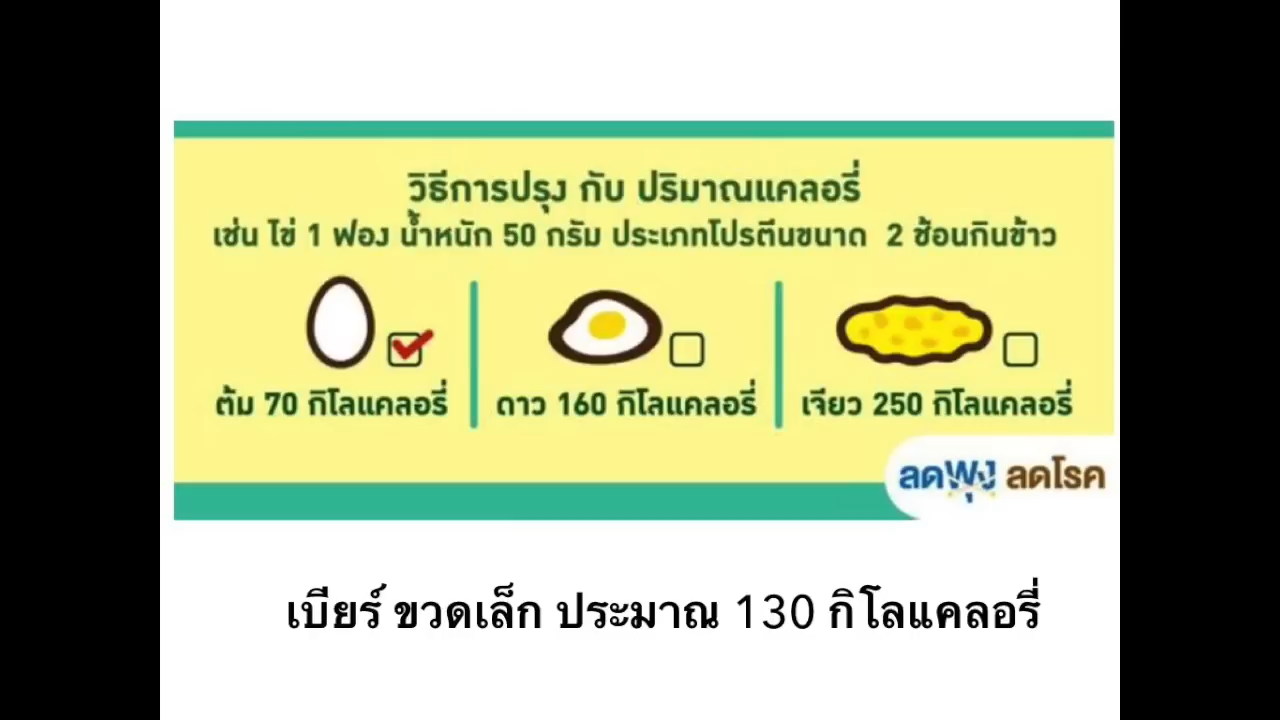 วิธีการปรุง กับ ปริมาณแคลอรี่
เช่น ไข่ 1 ฟอง น้ำหนัก 50 กรัม ประเภทโปรตีนขนาด 2 ช้อนกินข้าว
ต้ม 70 กิโลแคลอรี่
ดาว 160 กิโลแคลอรี่
เจียว 250 กิโลแคลอรี่
ลดพุง ลดโรค
เบียร์ ขวดเล็ก ประมาณ 130 กิโลแคลอรี่